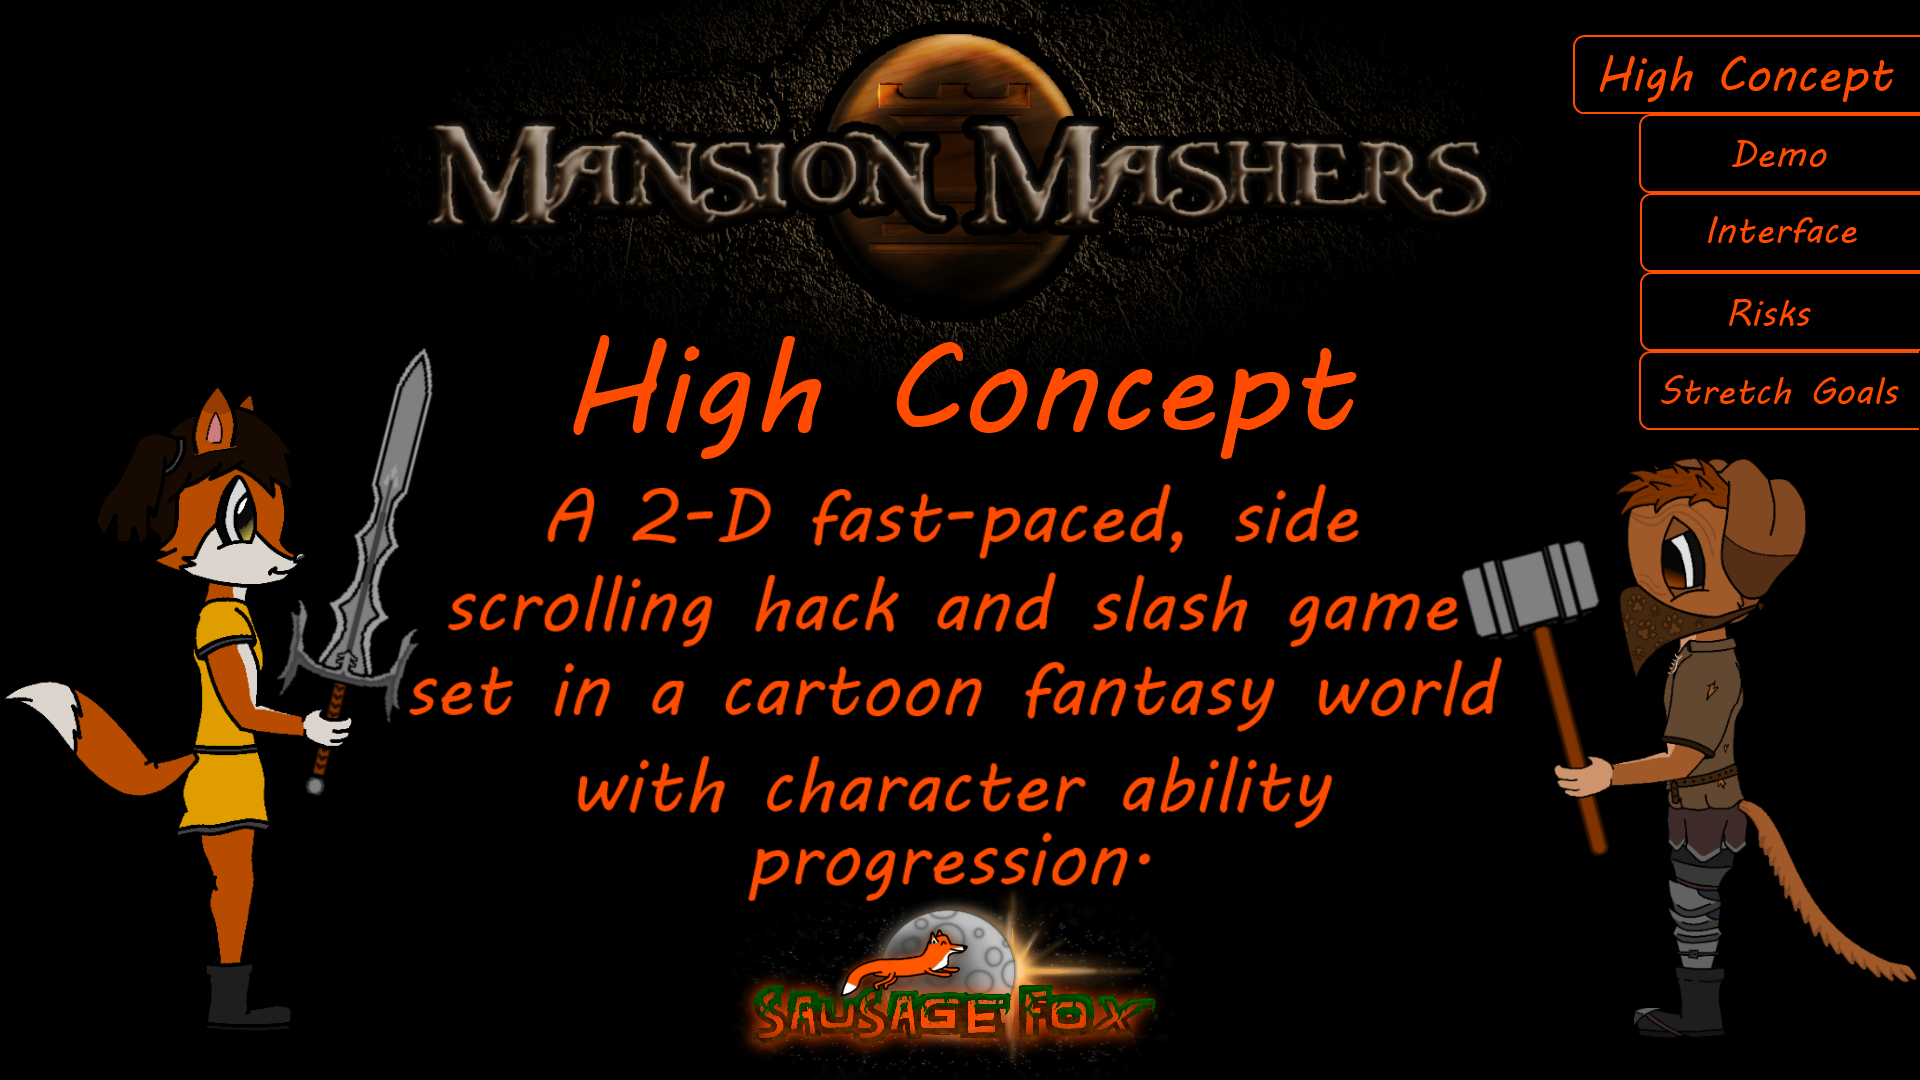 MANSION MASHERS
High Concept
Demo
Interface
Risks
Stretch Goals
High Concept
A 2-D fast-paced, side
scrolling hack and slash game
set in a cartoon fantasy world
with character ability
progression.
SAUSAGE FOX